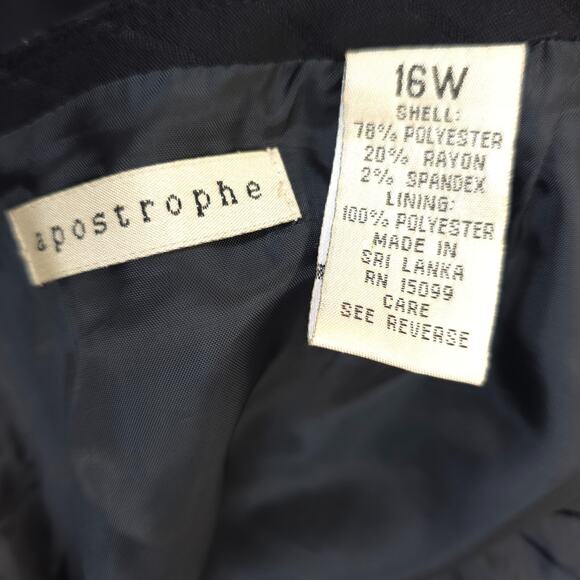 apostrophe
16W
SHELL:
78% POLYESTER
20% RAYON
2% SPANDEX
LINING:
100% POLYESTER
MADE IN
SRI LANKA
RN 15099
CARE
SEE REVERSE